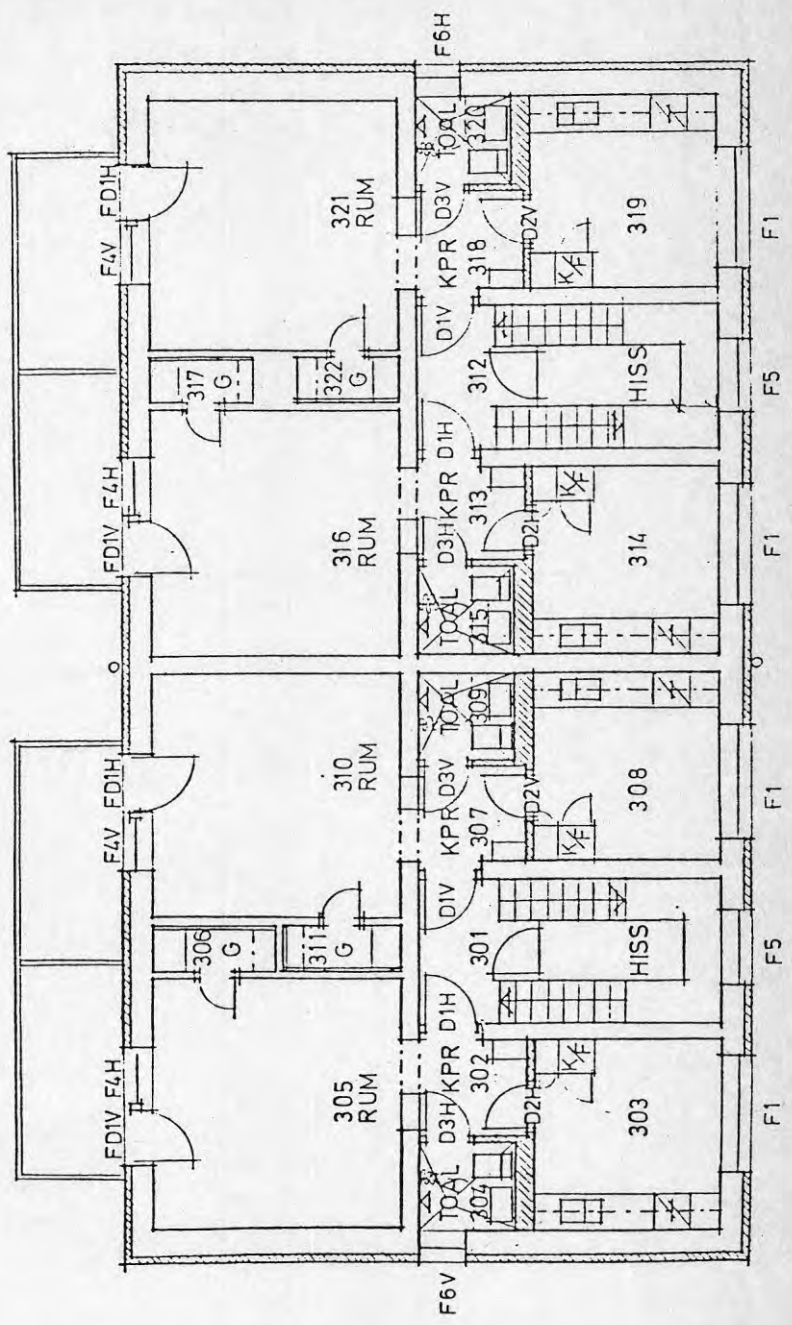 FD1V F4H
F4V FD1H
FD1V F4H
F4V FD1H
306
G
311
G
317
G
322
G
305
RUM
310
RUM
316
RUM
321
RUM
F6V
TOAL
304
D3H
KPR
302
D1H
301
D1V
KPR
307
D3V
TOAL
309
TOAL
315
D3H
KPR
313
D1H
312
D1V
KPR
318
D3V
TOAL
320
F6H
D2H
D2V
D2H
D2V
303
K/F
HISS
K/F
308
314
K/F
HISS
K/F
319
F1
F5
F1
F1
F5
F1